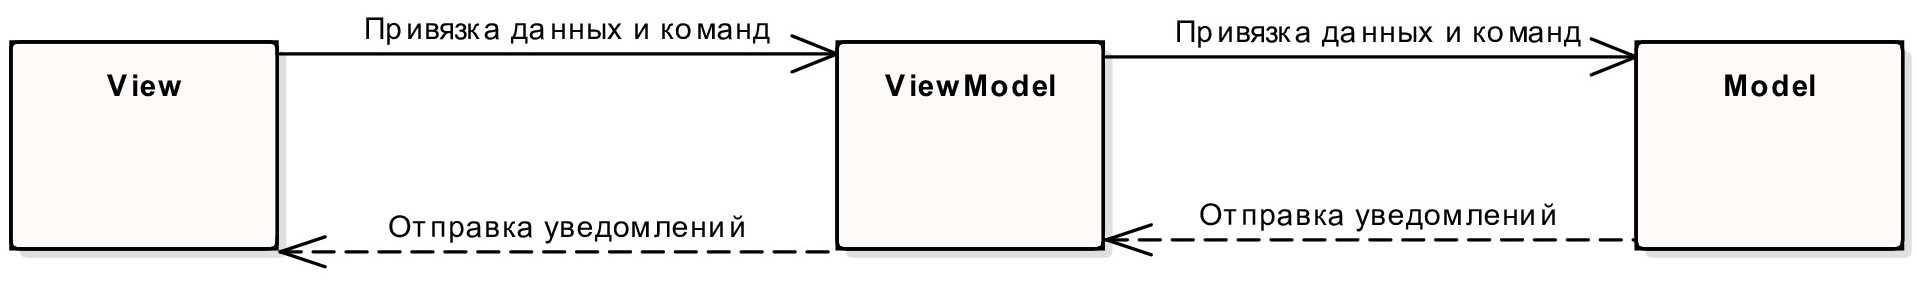 Привязка данных и команд
Привязка данных и команд
View
ViewModel
Model
Отправка уведомлений
Отправка уведомлений